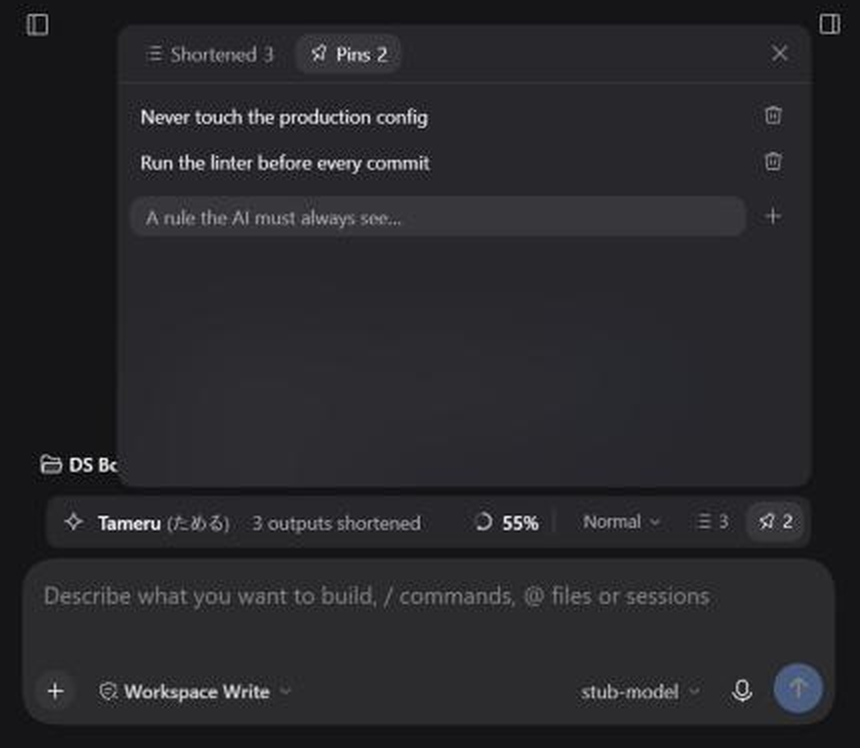 Shortened 3 Pins 2
Never touch the production config
Run the linter before every commit
A rule the AI must always see...
DS Bo
Tameru (ためる) 3 outputs shortened 55% Normal 3 2
Describe what you want to build, / commands, @ files or sessions
Workspace Write stub-model